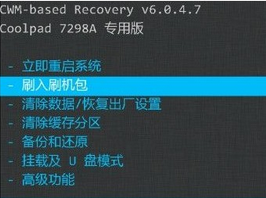 CWM-based Recovery v6.0.4.7
Coolpad 7298A 专用版
- 立即重启系统
- 刷入刷机包
- 清除数据/恢复出厂设置
- 清除缓存分区
- 备份和还原
- 挂载及 U 盘模式
- 高级功能